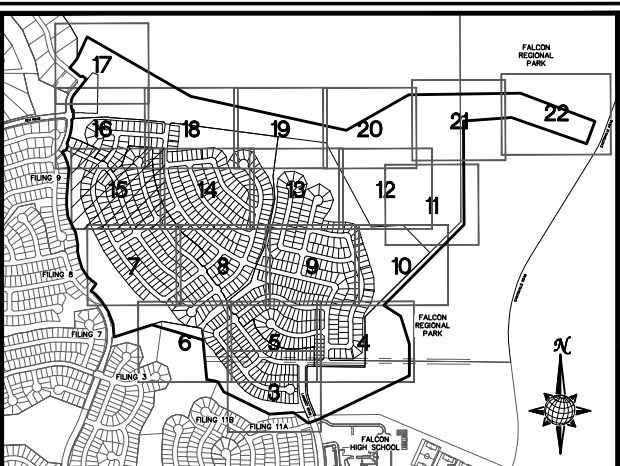 FALCON
REGIONAL
PARK
17
22
21
16
18
19
20
FILING 9
15
14
13
12
11
7
8
9
10
FILING 8
FALCON
REGIONAL
PARK
FILING 7
6
5
4
N
FILING 3
3
FILING 11B
FILING 11A
FALCON
HIGH SCHOOL